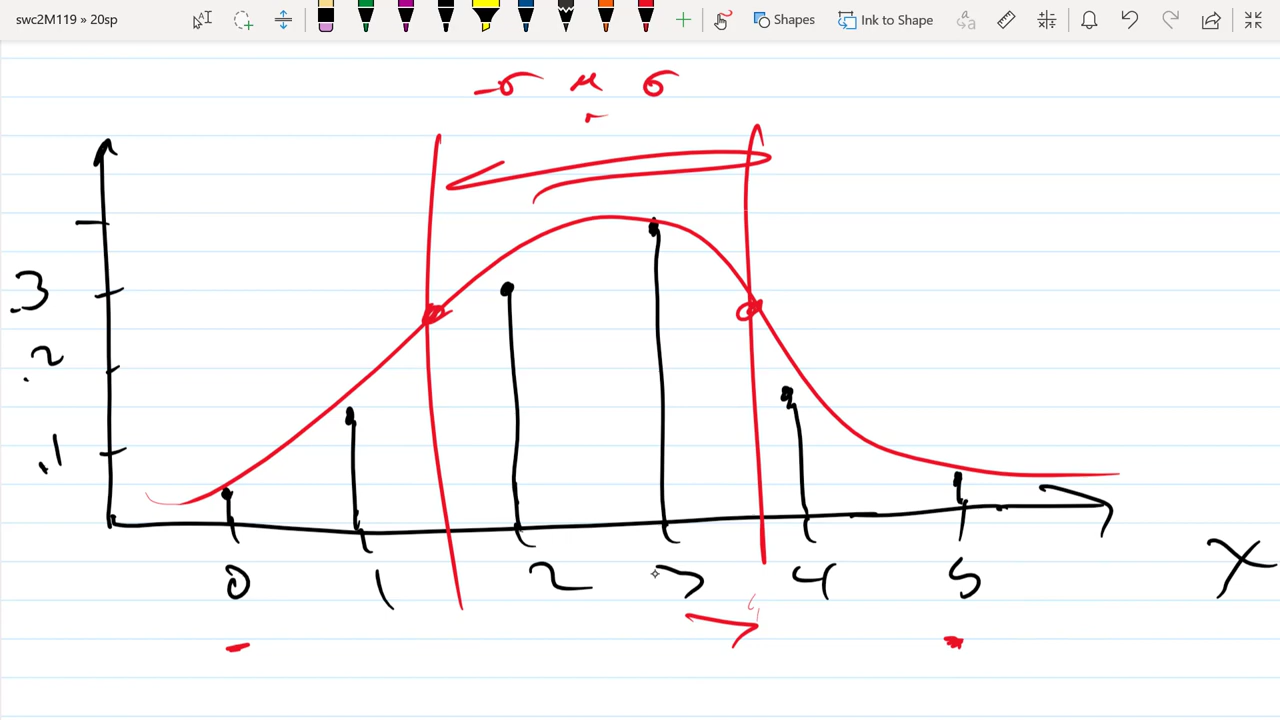 swc2M119 » 20sp
Shapes
Ink to Shape
-σ μ σ
.3
.2
.1
0 1 2 3 4 5
X